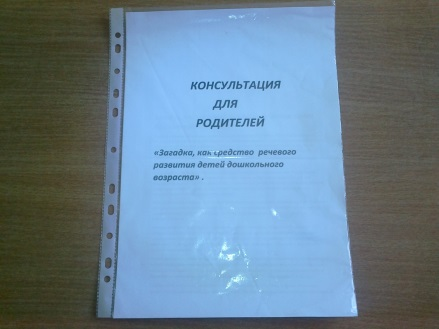 КОНСУЛЬТАЦИЯ
ДЛЯ
РОДИТЕЛЕЙ
«Загадка, как средство речевого
развития детей дошкольного
возраста» .